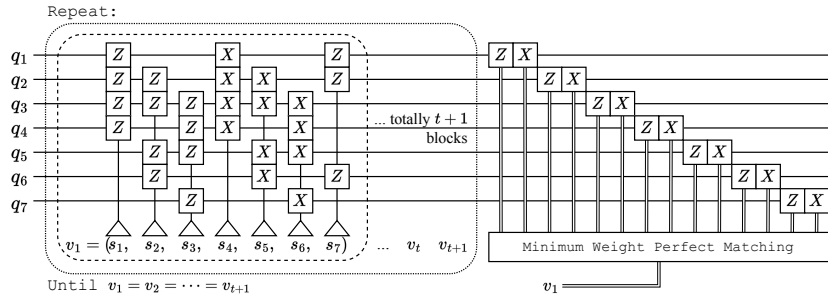 Repeat:
q₁ Z X Z Z X
q₂ Z Z X X Z Z X
q₃ Z Z Z X X X Z X
q₄ Z Z X X Z X
... totally t + 1
blocks
q₅ Z Z X X Z X
q₆ Z X Z Z X
q₇ Z X Z X
v₁ = (s₁, s₂, s₃, s₄, s₅, s₆, s₇) ... vₜ vₜ₊₁
Minimum Weight Perfect Matching
Until v₁ = v₂ = ⋯ = vₜ₊₁
v₁